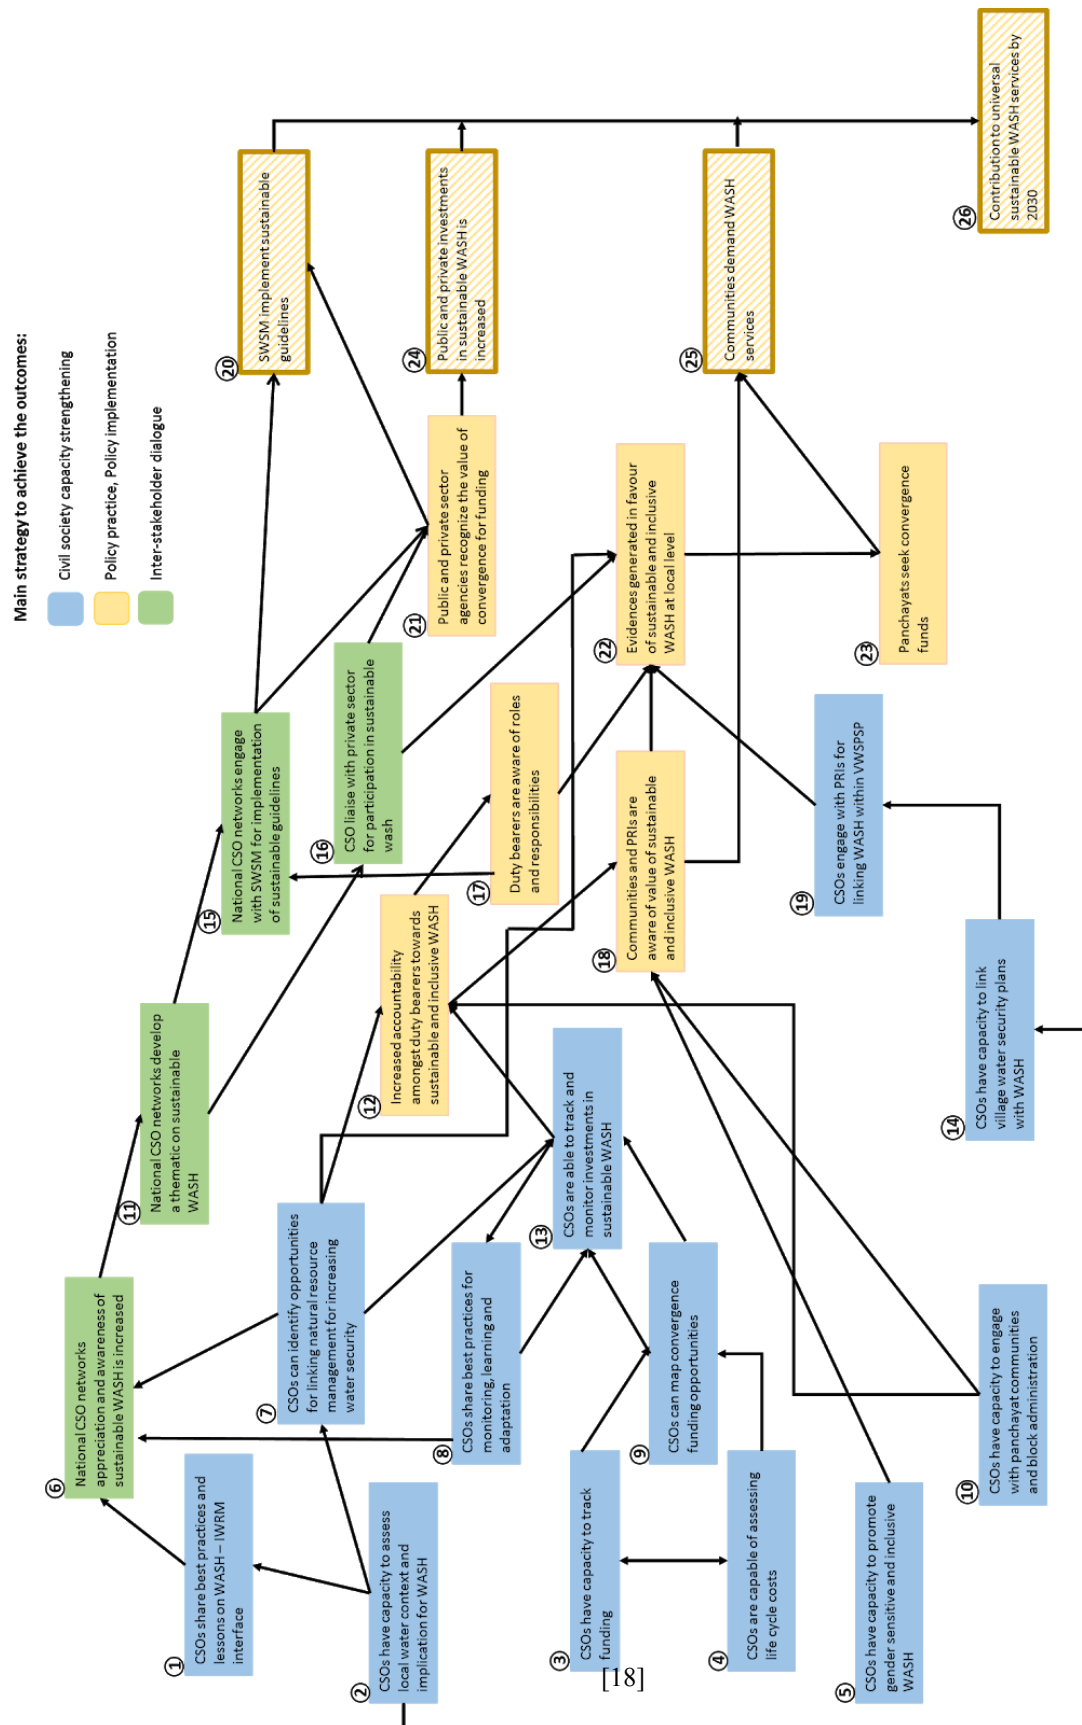 Main strategy to achieve the outcomes:
Civil society capacity strengthening
Policy practice, Policy implementation
Inter-stakeholder dialogue
1
CSOs share best practices and
lessons on WASH – IWRM
interface
2
CSOs have capacity to assess
local water context and
implication for WASH
3
CSOs have capacity to track
funding
4
CSOs are capable of assessing
life cycle costs
5
CSOs have capacity to promote
gender sensitive and inclusive
WASH
6
National CSO networks
appreciation and awareness of
sustainable WASH is increased
7
CSOs can identify opportunities
for linking natural resource
management for increasing
water security
8
CSOs share best practices for
monitoring, learning and
adaptation
9
CSOs can map convergence
funding opportunities
10
CSOs have capacity to engage
with panchayat communities
and block administration
11
National CSO networks develop
a thematic on sustainable
WASH
12
Increased accountability
amongst duty bearers towards
sustainable and inclusive WASH
13
CSOs are able to track and
monitor investments in
sustainable WASH
14
CSOs have capacity to link
village water security plans
with WASH
15
National CSO networks engage
with SWSM for implementation
of sustainable guidelines
16
CSO liaise with private sector
for participation in sustainable
wash
17
Duty bearers are aware of roles
and responsibilities
18
Communities and PRIs are
aware of value of sustainable
and inclusive WASH
19
CSOs engage with PRIs for
linking WASH within VWSPSP
20
SWSM implement sustainable
guidelines
21
Public and private sector
agencies recognize the value of
convergence for funding
22
Evidences generated in favour
of sustainable and inclusive
WASH at local level
23
Panchayats seek convergence
funds
24
Public and private investments
in sustainable WASH is
increased
25
Communities demand WASH
services
26
Contribution to universal
sustainable WASH services by
2030
[18]